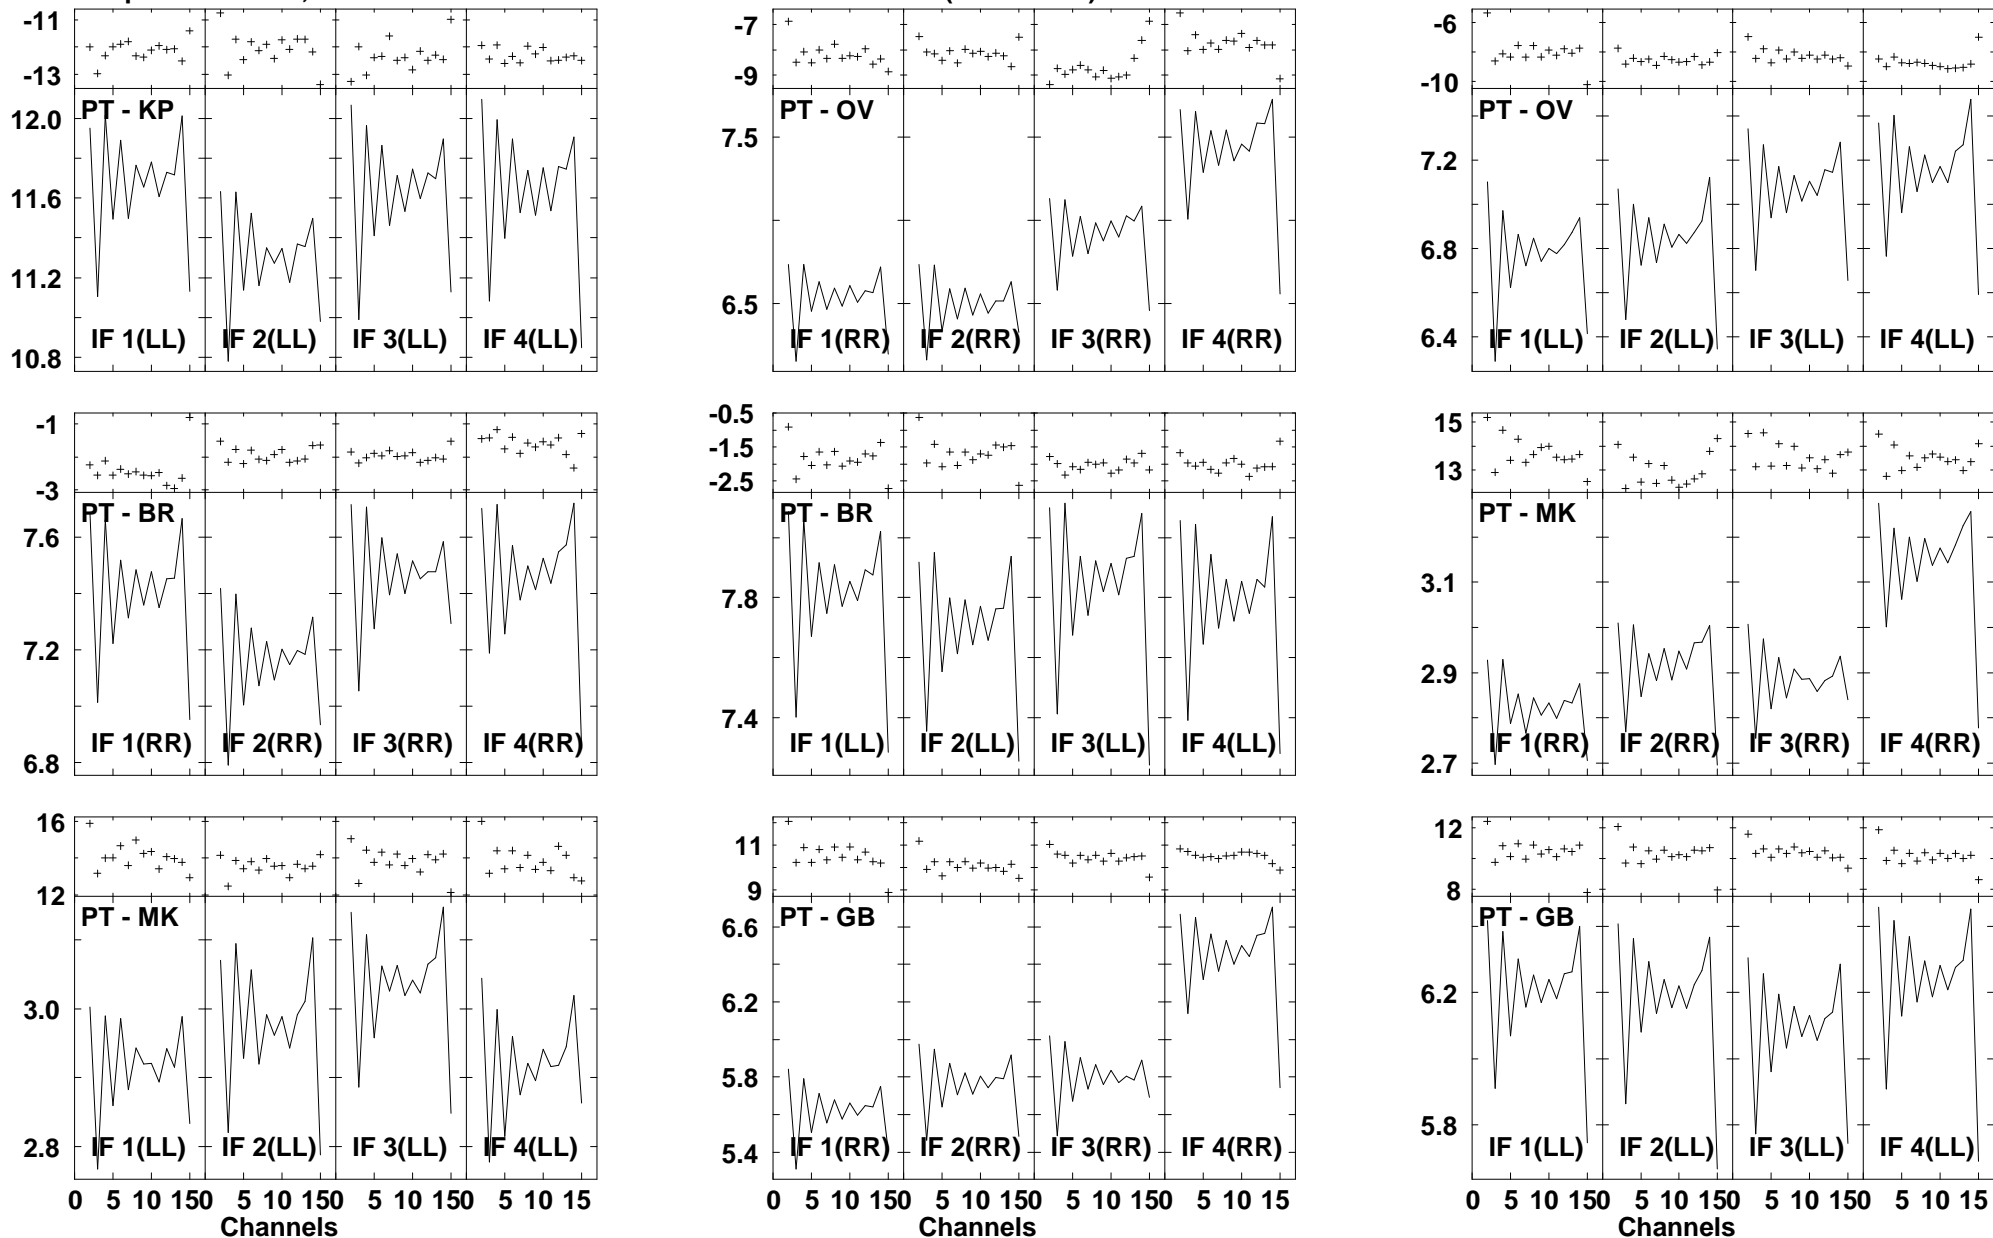 -11
-13
PT - KP
12.0
11.6
11.2
10.8
IF 1(LL) IF 2(LL) IF 3(LL) IF 4(LL)
-7
-9
PT - OV
7.5
6.5
IF 1(RR) IF 2(RR) IF 3(RR) IF 4(RR)
-6
-10
PT - OV
7.2
6.8
6.4
IF 1(LL) IF 2(LL) IF 3(LL) IF 4(LL)
-1
-3
PT - BR
7.6
7.2
6.8
IF 1(RR) IF 2(RR) IF 3(RR) IF 4(RR)
-0.5
-1.5
-2.5
PT - BR
7.8
7.4
IF 1(LL) IF 2(LL) IF 3(LL) IF 4(LL)
15
13
PT - MK
3.1
2.9
2.7
IF 1(RR) IF 2(RR) IF 3(RR) IF 4(RR)
16
12
PT - MK
3.0
2.8
IF 1(LL) IF 2(LL) IF 3(LL) IF 4(LL)
0 5 10 150 5 10 150 5 10 150 5 10 15
Channels
11
9
PT - GB
6.6
6.2
5.8
5.4
IF 1(RR) IF 2(RR) IF 3(RR) IF 4(RR)
0 5 10 150 5 10 150 5 10 150 5 10 15
Channels
12
8
PT - GB
6.2
5.8
IF 1(LL) IF 2(LL) IF 3(LL) IF 4(LL)
0 5 10 150 5 10 150 5 10 150 5 10 15
Channels